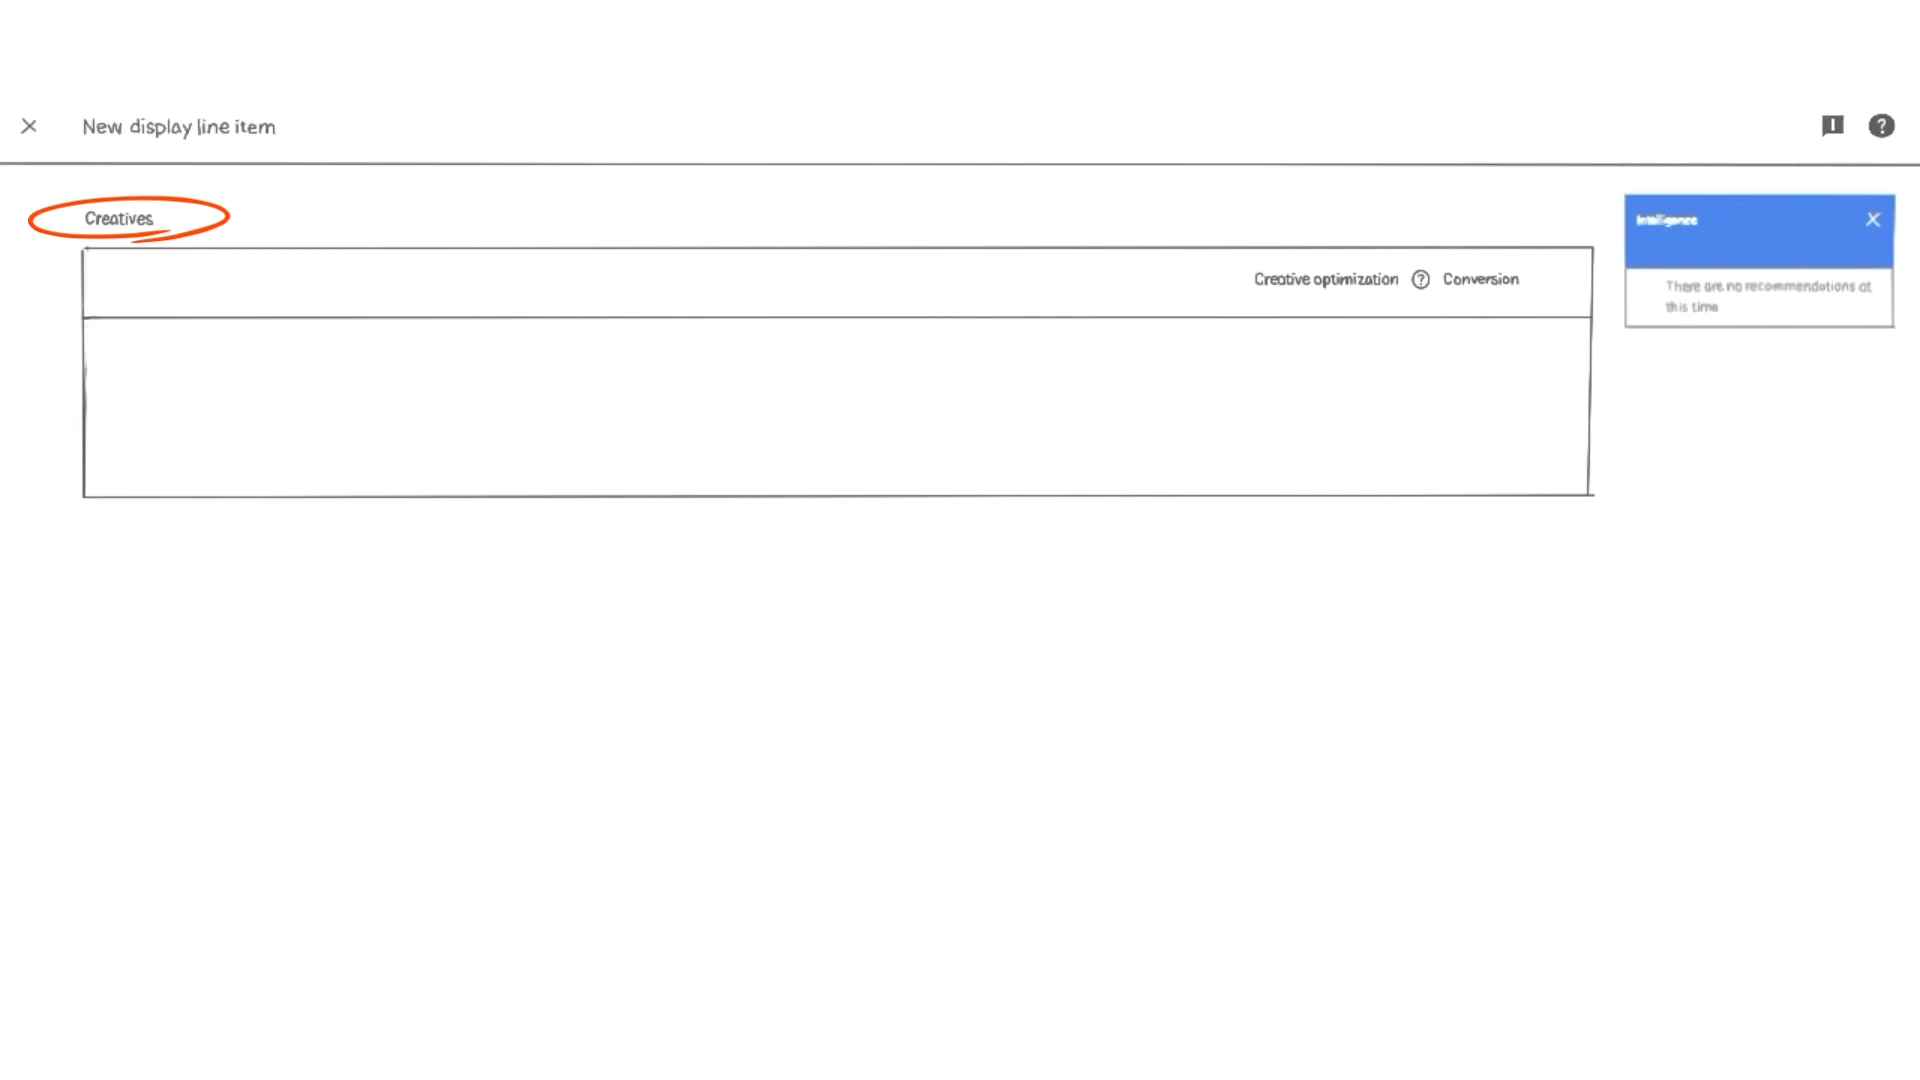 New display line item
Creatives
Creative optimization ? Conversion
Intelligence
There are no recommendations at
this time